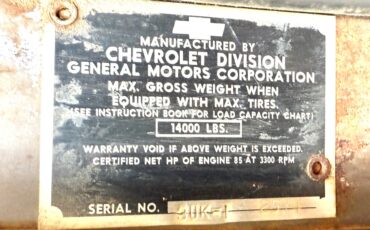 MANUFACTURED BY
CHEVROLET DIVISION
GENERAL MOTORS CORPORATION
MAX. GROSS WEIGHT WHEN
EQUIPPED WITH MAX. TIRES.
(SEE INSTRUCTION BOOK FOR LOAD CAPACITY CHART)
14000 LBS.
WARRANTY VOID IF ABOVE WEIGHT IS EXCEEDED.
CERTIFIED NET HP OF ENGINE 85 AT 3300 RPM
SERIAL NO.